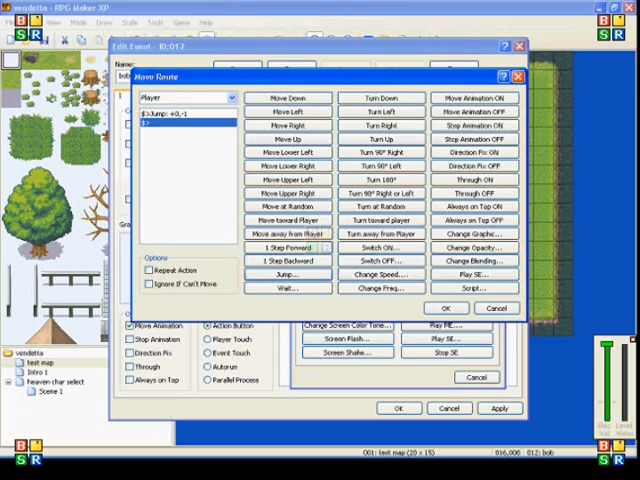 vendetta - RPG Maker XP
View Mode Draw Scale Tools Game Help
Edit Event - ID:012
Name:
bob
Move Route
Player
$>Jump: +0,-1
$>
Options
Repeat Action
Ignore If Can't Move
Move Down
Move Left
Move Right
Move Up
Move Lower Left
Move Lower Right
Move Upper Left
Move Upper Right
Move at Random
Move toward Player
Move away from Player
1 Step Forward
1 Step Backward
Jump...
Wait...
Turn Down
Turn Left
Turn Right
Turn Up
Turn 90° Right
Turn 90° Left
Turn 180°
Turn 90° Right or Left
Turn at Random
Turn toward player
Turn away from Player
Switch ON...
Switch OFF...
Change Speed...
Change Freq...
Move Animation ON
Move Animation OFF
Stop Animation ON
Stop Animation OFF
Direction Fix ON
Direction Fix OFF
Through ON
Through OFF
Always on Top ON
Always on Top OFF
Change Graphic...
Change Opacity...
Change Blending...
Play SE...
Script...
OK
Cancel
Move Animation
Stop Animation
Direction Fix
Through
Always on Top
Action Button
Player Touch
Event Touch
Autorun
Parallel Process
Change Screen Color Tone...
Screen Flash...
Screen Shake...
Play ME...
Play SE...
Stop SE
Cancel
OK
Cancel
Apply
vendetta
test map
Intro 1
heaven char select
Scene 1
001: test map (20 x 15)
016,008
012: bob
B
S R
B
S R
B
S R
B
S R